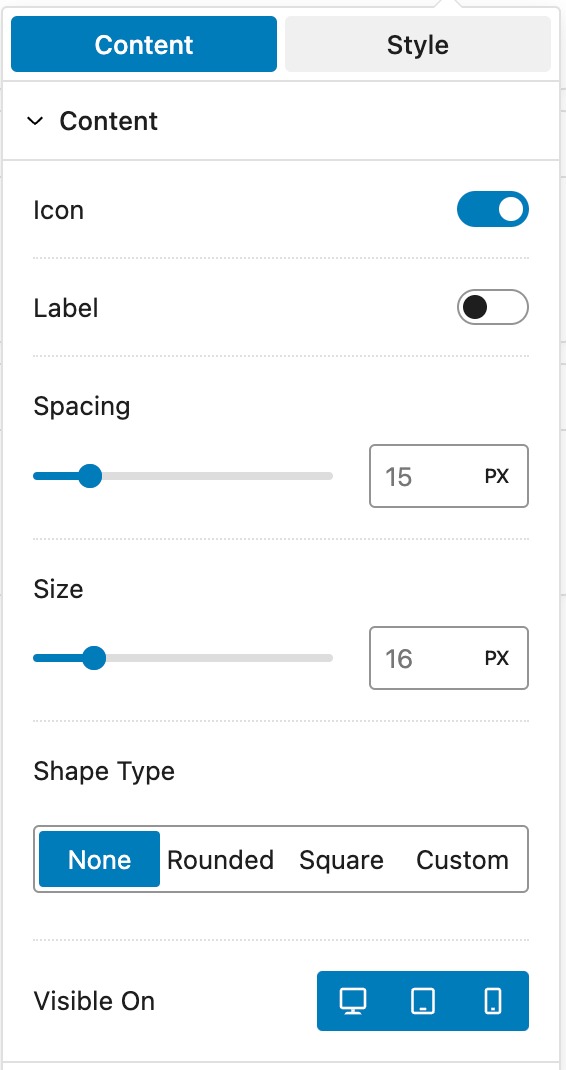 Content Style
Content
Icon
Label
Spacing
15 PX
Size
16 PX
Shape Type
None Rounded Square Custom
Visible On